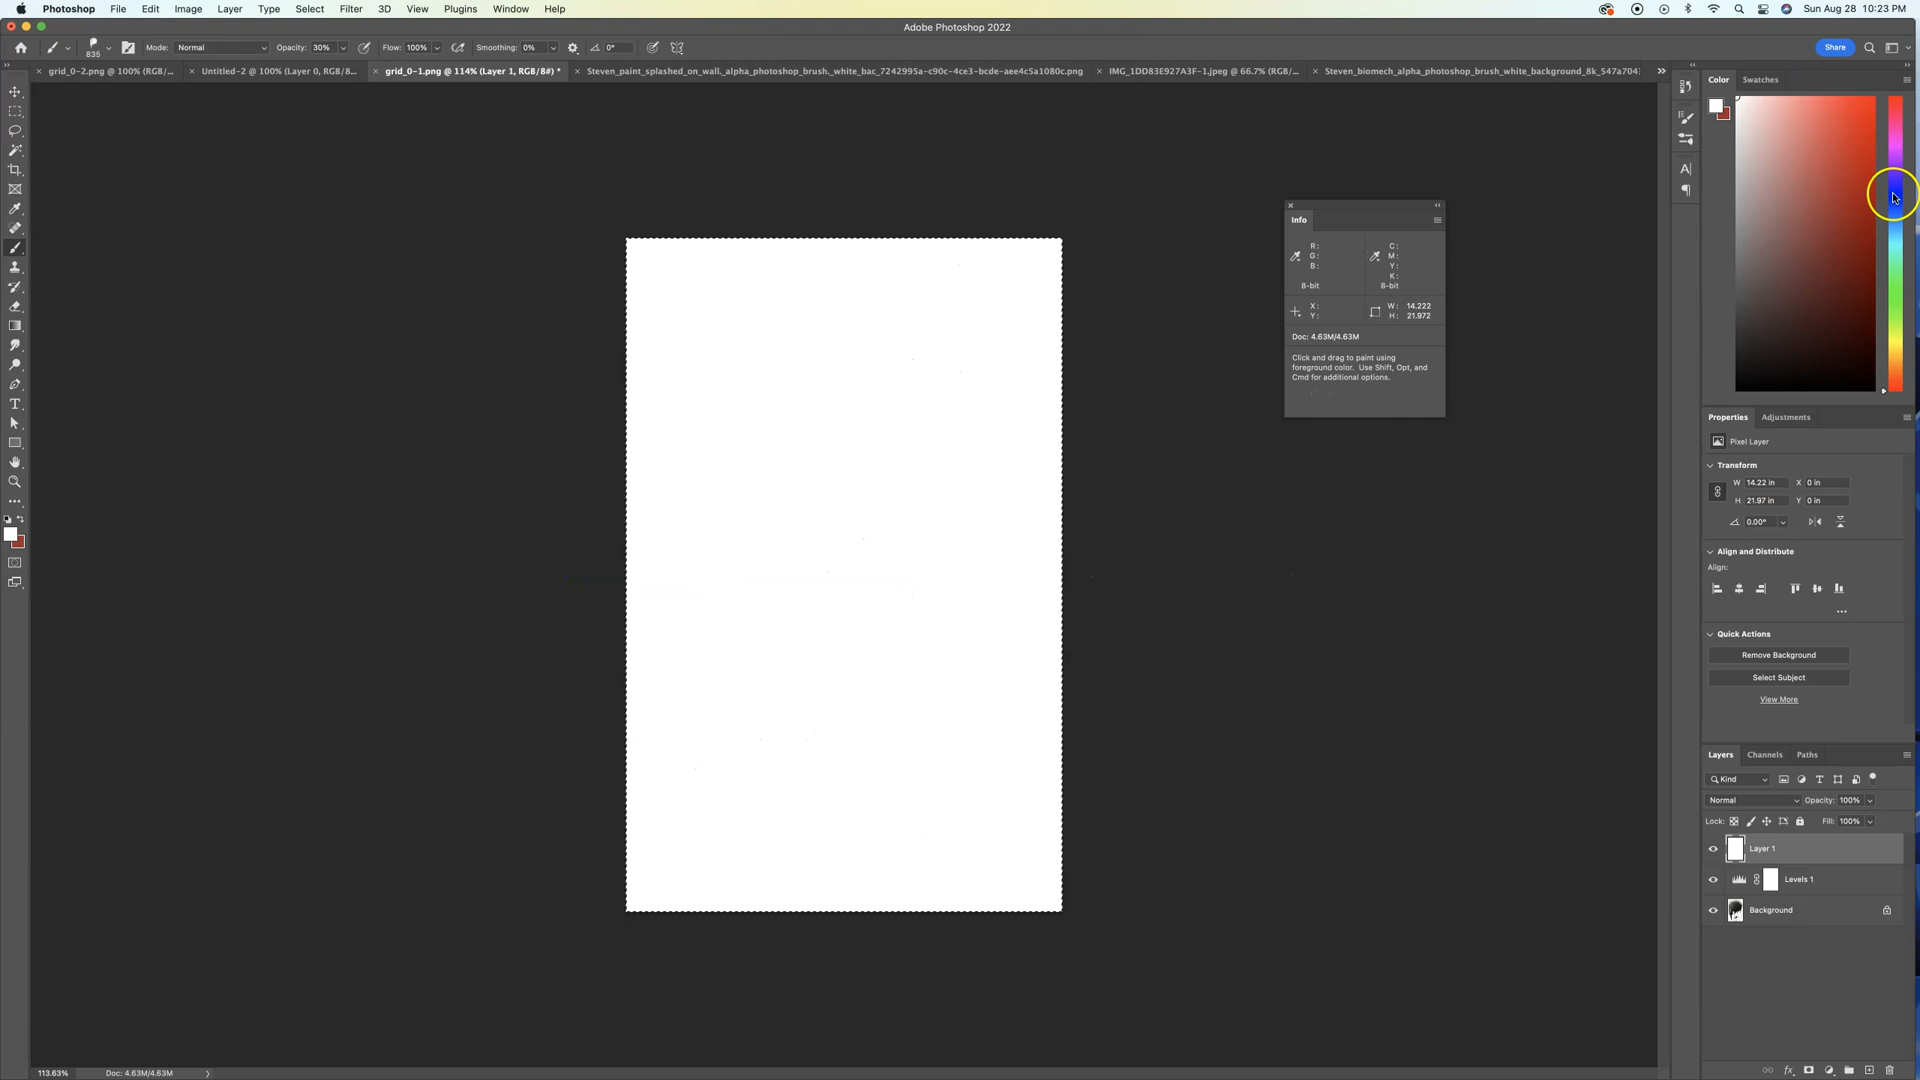 Photoshop File Edit Image Layer Type Select Filter 3D View Plugins Window Help Sun Aug 28 10:23 PM
Adobe Photoshop 2022
835 Mode: Normal Opacity: 30% Flow: 100% Smoothing: 0% 0° Share
grid_0-2.png @ 100% (RGB/... Untitled-2 @ 100% (Layer 0, RGB/8... grid_0-1.png @ 114% (Layer 1, RGB/8#) * Steven_paint_splashed_on_wall._alpha_photoshop_brush._white_bac_7242995a-c90c-4ce3-bcde-aee4c5a1080c.png IMG_1DD83E927A3F-1.jpeg @ 66.7% (RGB/... Steven_biomech_alpha_photoshop_brush_white_background_8k_547a704
Color Swatches
Info
R: C:
G: M:
B: Y:
K:
8-bit 8-bit
X: W: 14.222
Y: H: 21.972
Doc: 4.63M/4.63M
Click and drag to paint using
foreground color. Use Shift, Opt, and
Cmd for additional options.
Properties Adjustments
Pixel Layer
Transform
W 14.22 in X 0 in
H 21.97 in Y 0 in
0.00°
Align and Distribute
Align:
Quick Actions
Remove Background
Select Subject
View More
Layers Channels Paths
Kind
Normal Opacity: 100%
Lock: Fill: 100%
Layer 1
Levels 1
Background
fx
113.63% Doc: 4.63M/4.63M